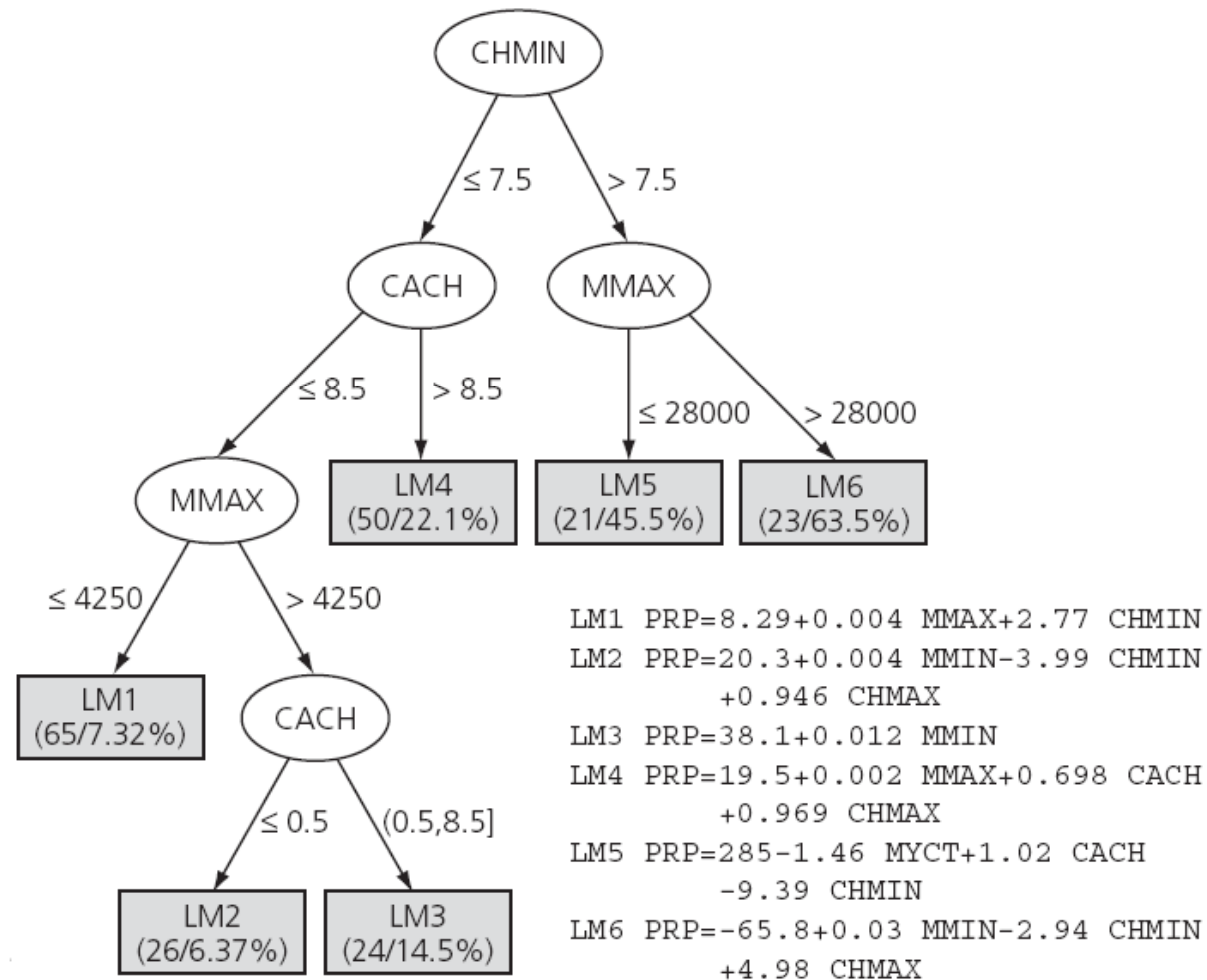 CHMIN
≤ 7.5
> 7.5
CACH
MMAX
≤ 8.5
> 8.5
≤ 28000
> 28000
MMAX
LM4
(50/22.1%)
LM5
(21/45.5%)
LM6
(23/63.5%)
≤ 4250
> 4250
LM1
(65/7.32%)
CACH
≤ 0.5
(0.5,8.5]
LM2
(26/6.37%)
LM3
(24/14.5%)
LM1 PRP=8.29+0.004 MMAX+2.77 CHMIN
LM2 PRP=20.3+0.004 MMIN-3.99 CHMIN
+0.946 CHMAX
LM3 PRP=38.1+0.012 MMIN
LM4 PRP=19.5+0.002 MMAX+0.698 CACH
+0.969 CHMAX
LM5 PRP=285-1.46 MYCT+1.02 CACH
-9.39 CHMIN
LM6 PRP=-65.8+0.03 MMIN-2.94 CHMIN
+4.98 CHMAX